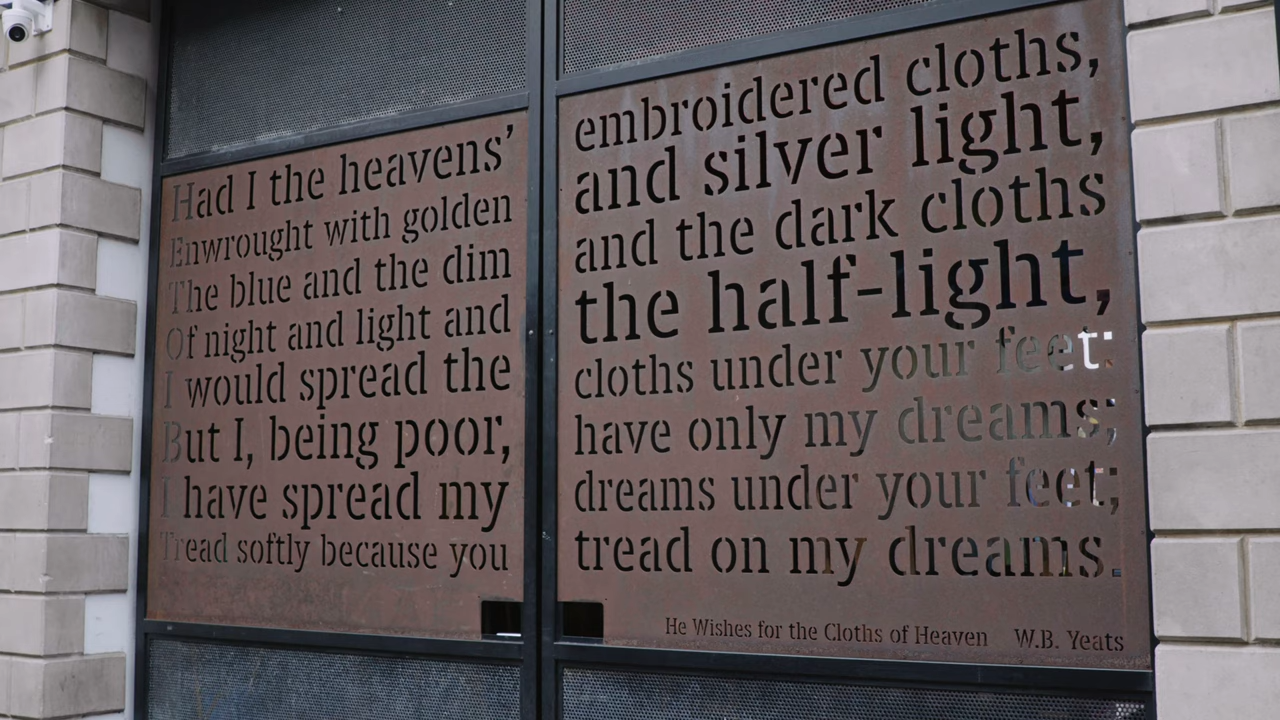 Had I the heavens' embroidered cloths,
Enwrought with golden and silver light,
The blue and the dim and the dark cloths
Of night and light and the half-light,
I would spread the cloths under your feet:
But I, being poor, have only my dreams;
I have spread my dreams under your feet;
Tread softly because you tread on my dreams.
He Wishes for the Cloths of Heaven W.B. Yeats